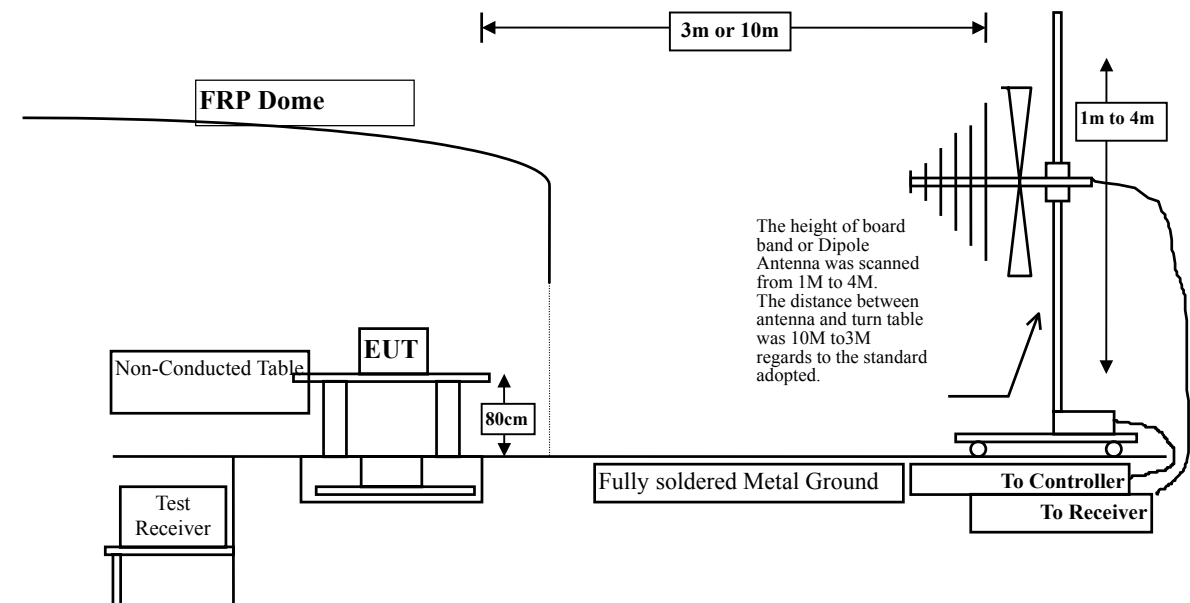 3m or 10m
FRP Dome
1m to 4m
The height of board
band or Dipole
Antenna was scanned
from 1M to 4M.
The distance between
antenna and turn table
was 10M to3M
regards to the standard
adopted.
EUT
Non-Conducted Table
80cm
Fully soldered Metal Ground
To Controller
To Receiver
Test
Receiver